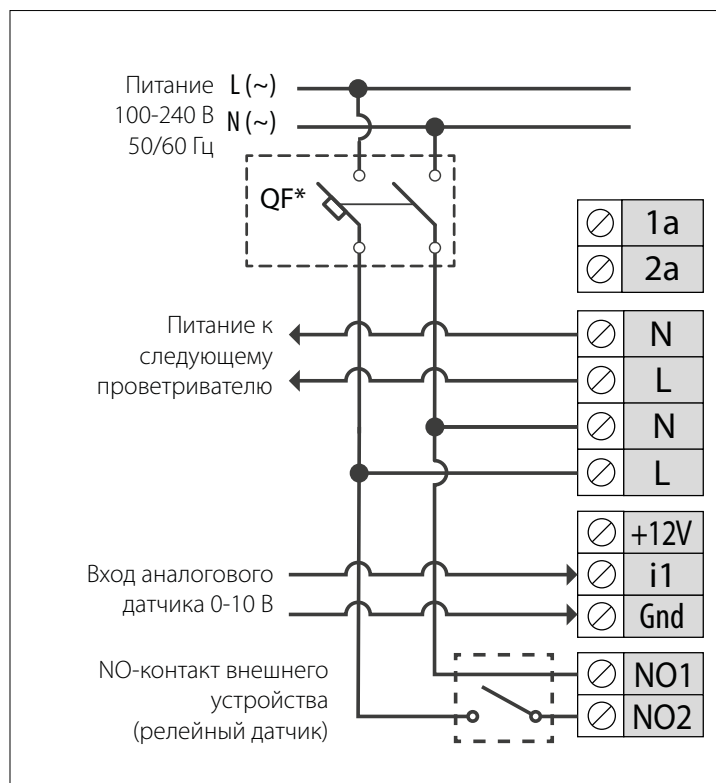 Питание L (~)
100-240 В N (~)
50/60 Гц
QF*
1a
2a
Питание к
следующему
проветривателю
N
L
N
L
+12V
Вход аналогового
датчика 0-10 В
i1
Gnd
NO-контакт внешнего
устройства
(релейный датчик)
NO1
NO2